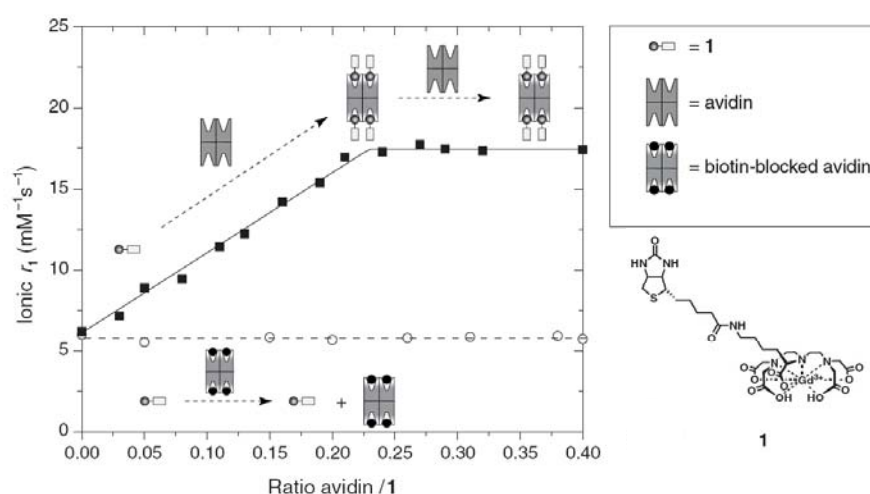 25
20
15
10
5
0
Ionic r₁ (mM⁻¹s⁻¹)
+
0.00 0.05 0.10 0.15 0.20 0.25 0.30 0.35 0.40
Ratio avidin /1
= 1
= avidin
= biotin-blocked avidin
O
HN NH
S
O NH
N N N
O O O O
Gd³⁺
O OH HO O
1